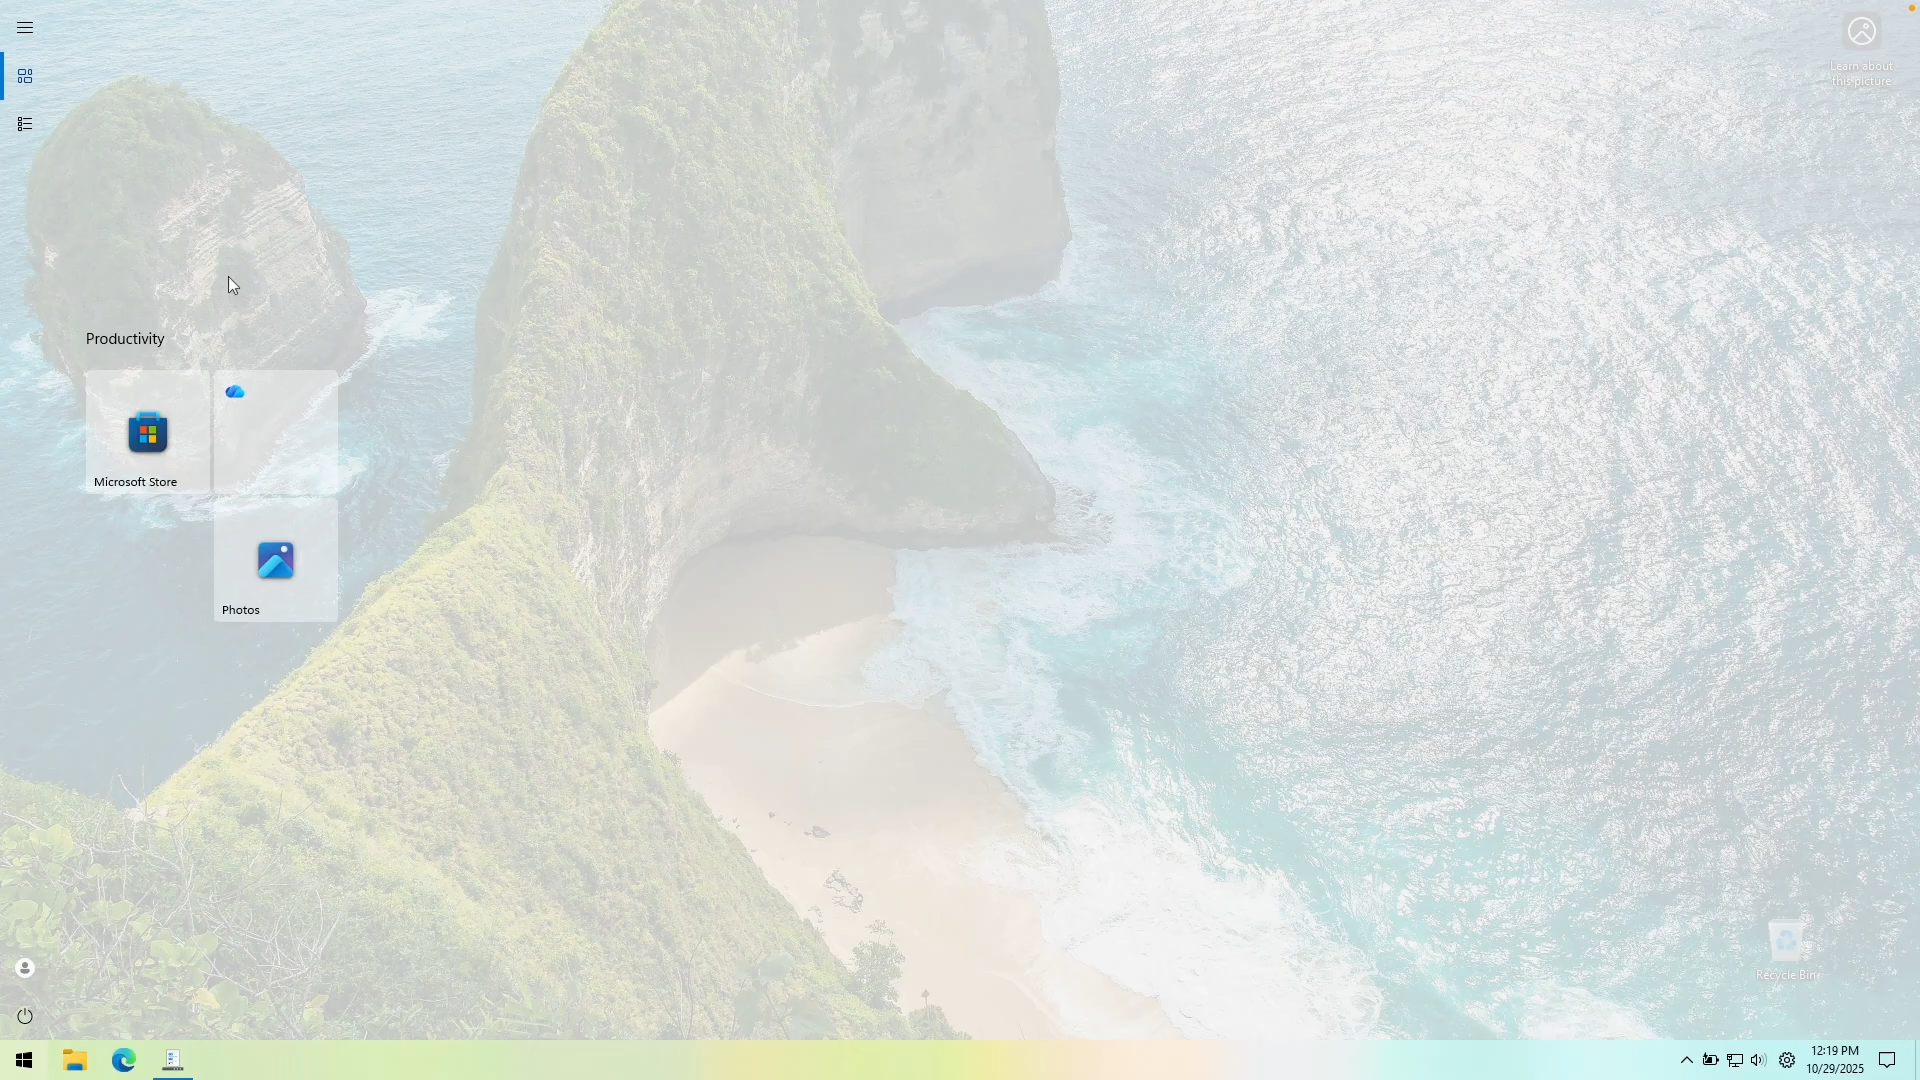 Learn about
this picture
Productivity
Microsoft Store
Photos
Recycle Bin
12:19 PM
10/29/2025